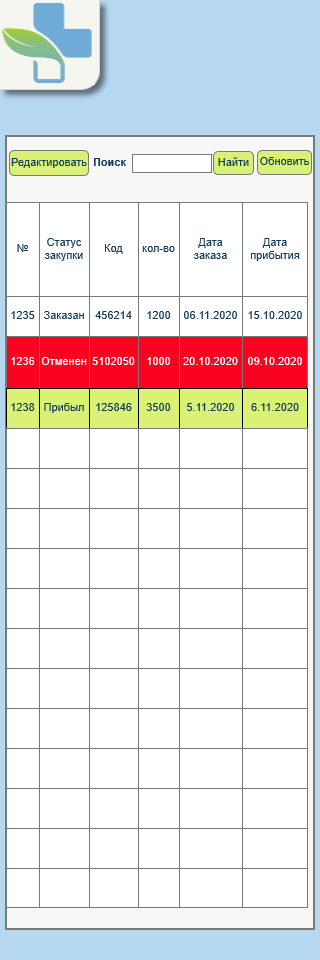 Редактировать Поиск Найти Обновить
№ Статус закупки Код кол-во Дата заказа Дата прибытия
1235 Заказан 456214 1200 06.11.2020 15.10.2020
1236 Отменен 5102050 1000 20.10.2020 09.10.2020
1238 Прибыл 125846 3500 5.11.2020 6.11.2020